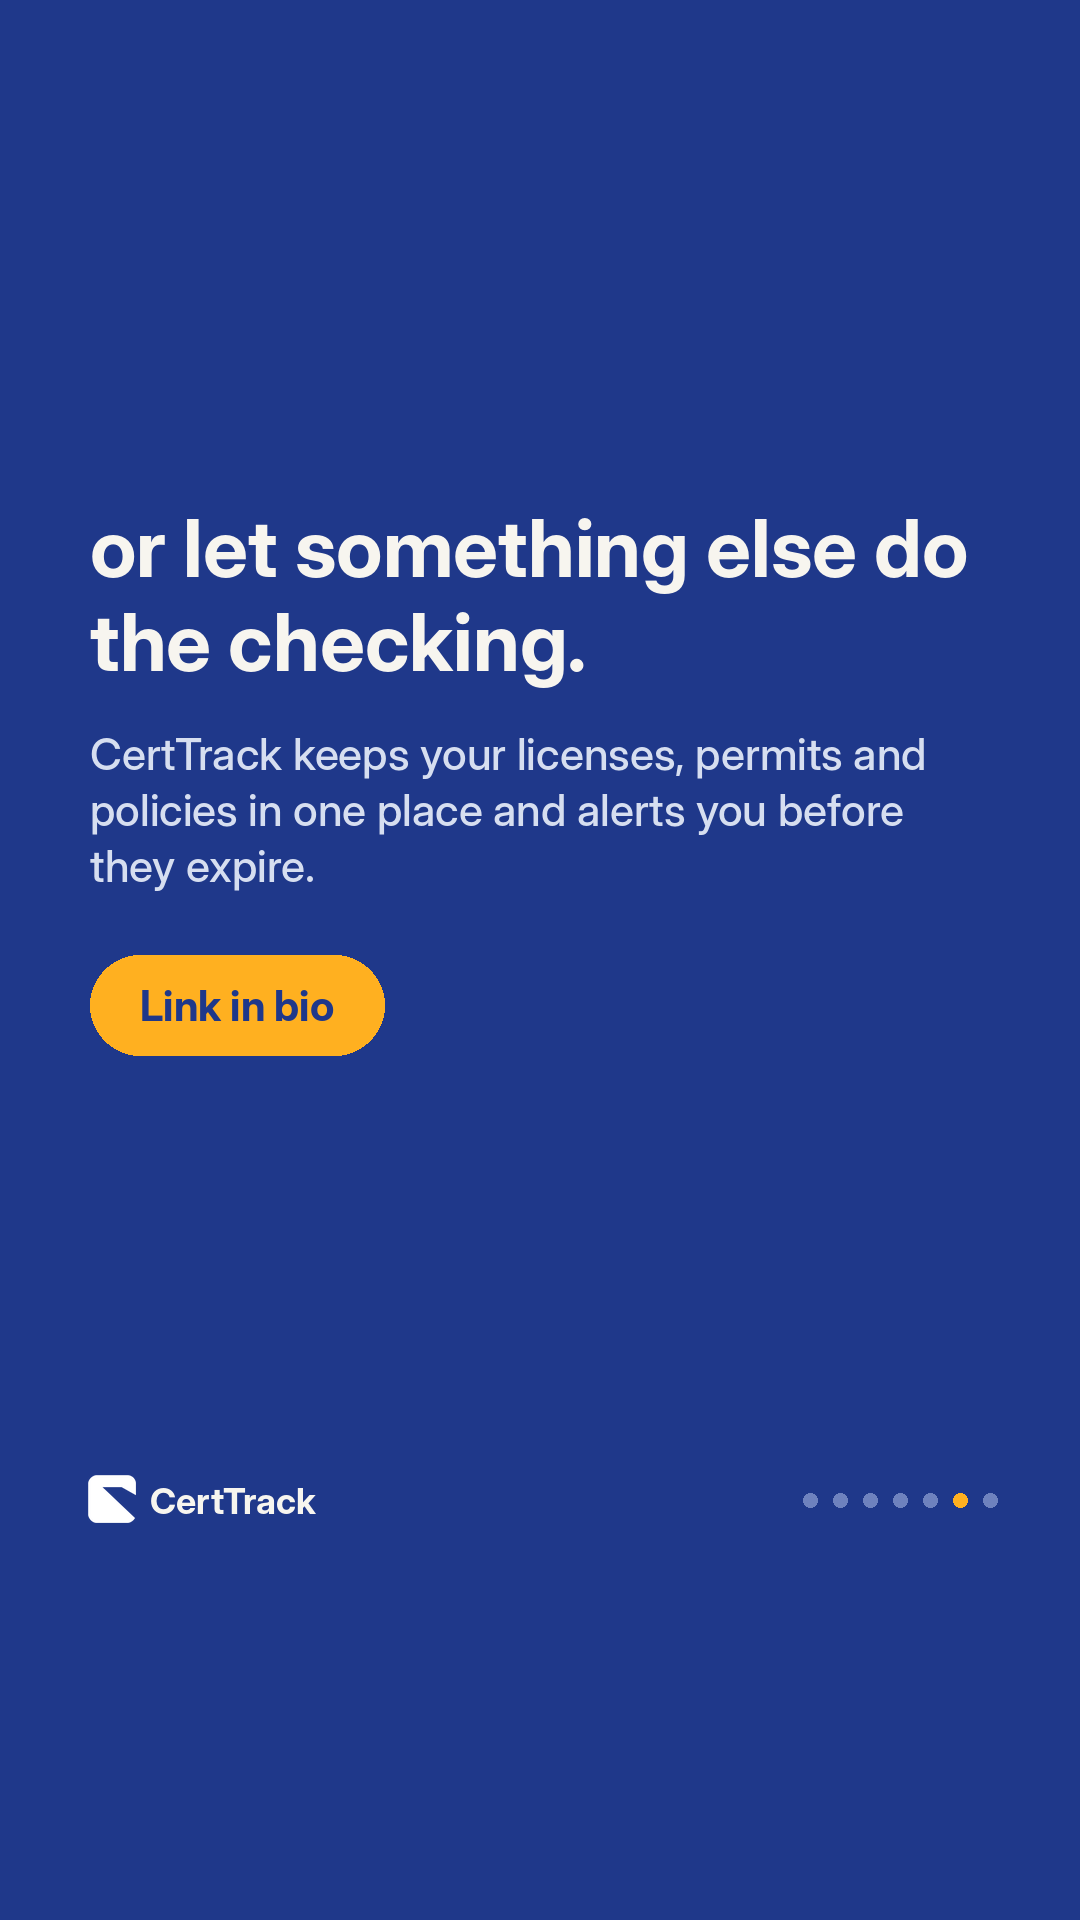 or let something else do
the checking.
CertTrack keeps your licenses, permits and
policies in one place and alerts you before
they expire.
Link in bio
CertTrack